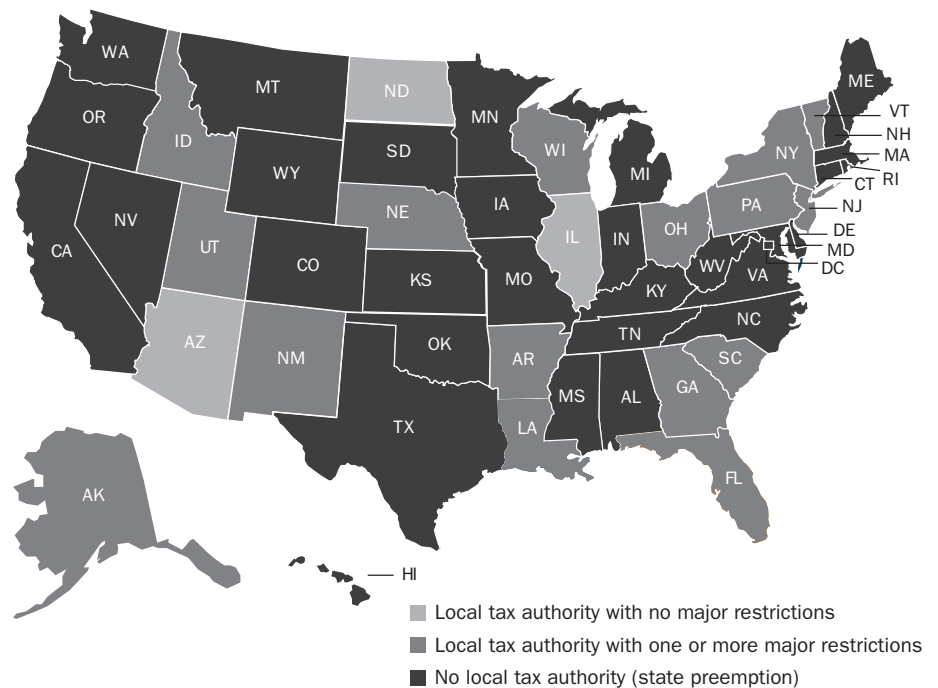 WA
MT
ND
MN
ME
VT
NH
MA
RI
CT
OR
ID
SD
WI
NY
MI
WY
NE
IA
PA
NJ
DE
MD
DC
NV
UT
CO
KS
MO
IL
IN
OH
WV
VA
KY
CA
AZ
NM
OK
AR
TN
NC
SC
TX
LA
MS
AL
GA
FL
AK
HI
Local tax authority with no major restrictions
Local tax authority with one or more major restrictions
No local tax authority (state preemption)